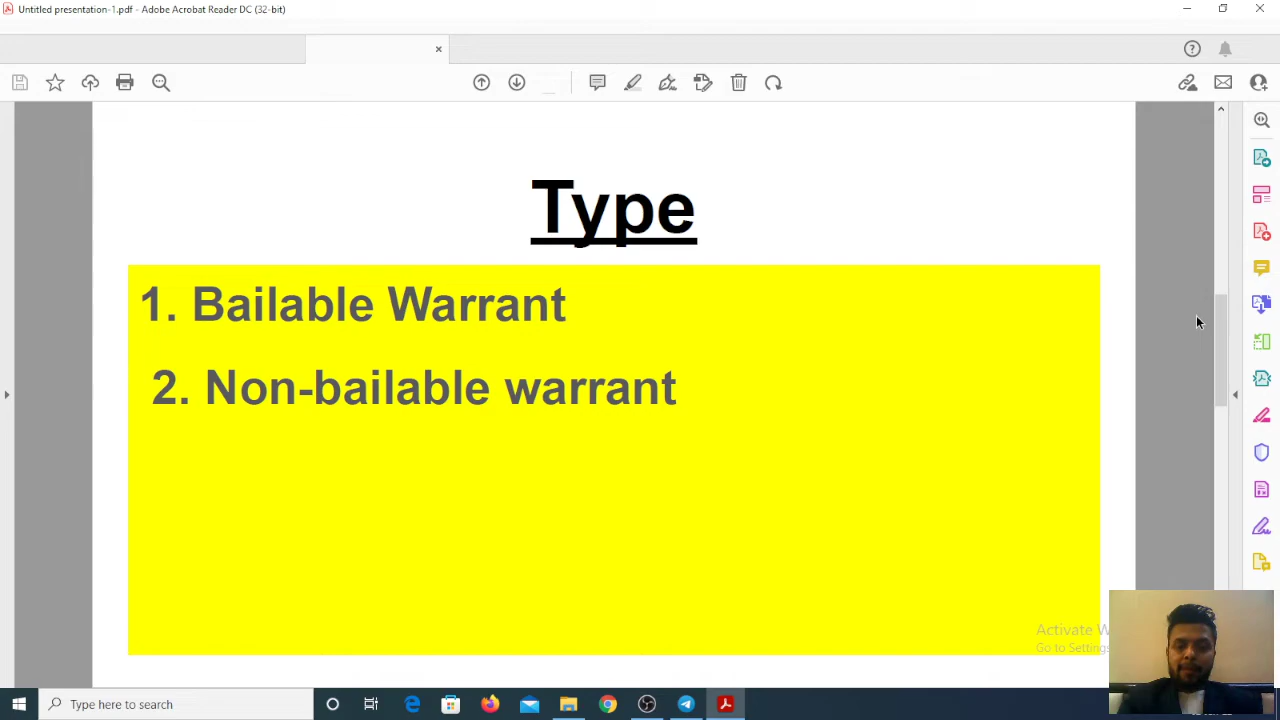 Untitled presentation-1.pdf - Adobe Acrobat Reader DC (32-bit)
Type
1. Bailable Warrant
2. Non-bailable warrant
Activate W
Go to Settings
Type here to search